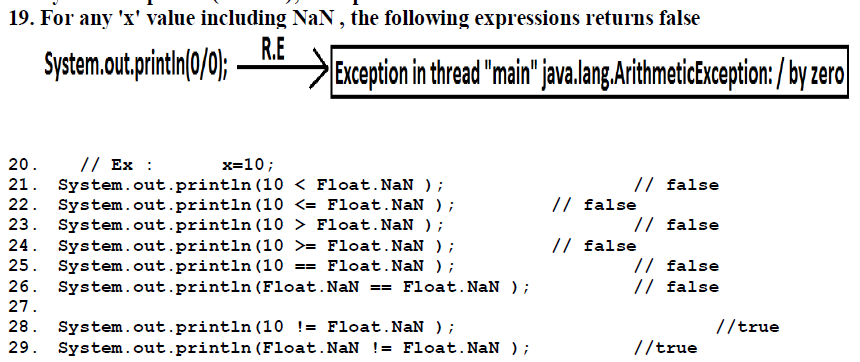 19. For any 'x' value including NaN , the following expressions returns false
System.out.println(0/0); R.E Exception in thread "main" java.lang.ArithmeticException: / by zero
20. // Ex : x=10;
21. System.out.println(10 < Float.NaN ); // false
22. System.out.println(10 <= Float.NaN ); // false
23. System.out.println(10 > Float.NaN ); // false
24. System.out.println(10 >= Float.NaN ); // false
25. System.out.println(10 == Float.NaN ); // false
26. System.out.println(Float.NaN == Float.NaN ); // false
27.
28. System.out.println(10 != Float.NaN ); //true
29. System.out.println(Float.NaN != Float.NaN ); //true